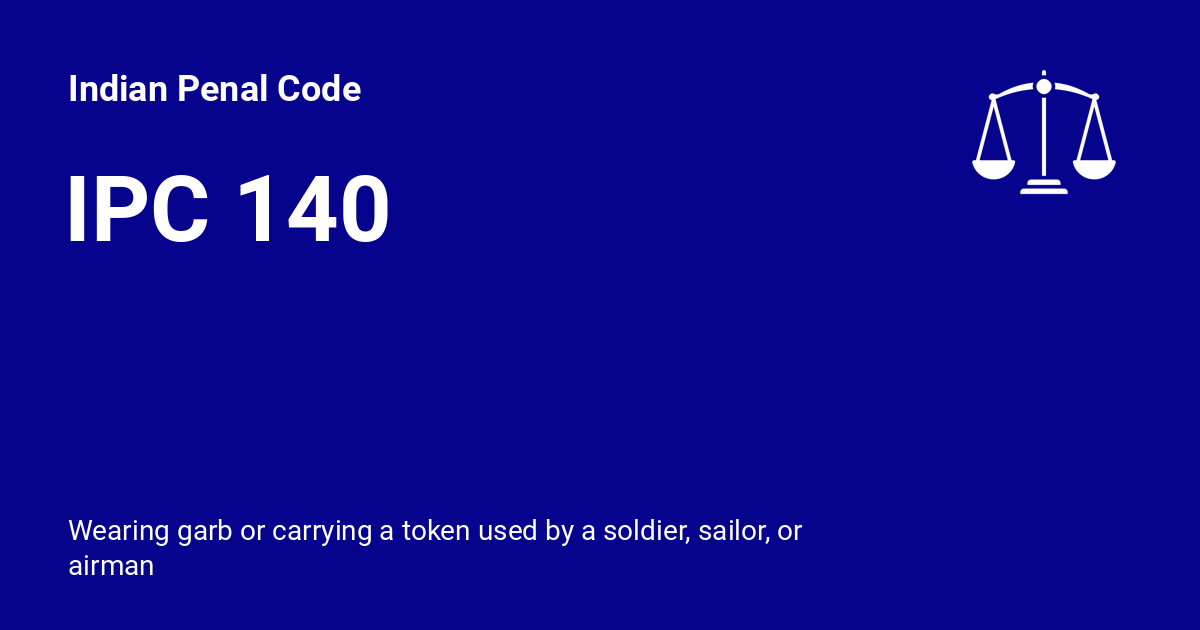 Indian Penal Code
IPC 140
Wearing garb or carrying a token used by a soldier, sailor, or
airman